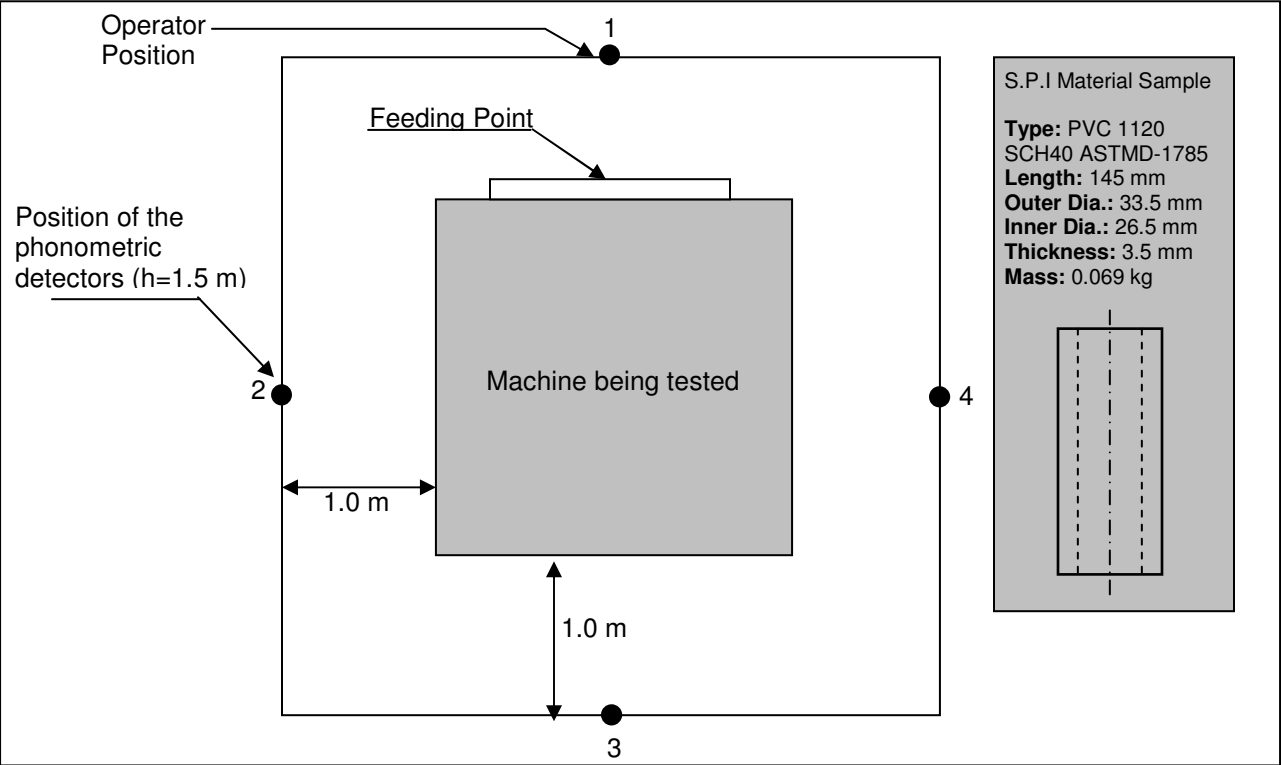 Operator
Position
1
Feeding Point
Position of the
phonometric
detectors (h=1.5 m)
2
Machine being tested
4
1.0 m
1.0 m
3
S.P.I Material Sample
Type: PVC 1120
SCH40 ASTMD-1785
Length: 145 mm
Outer Dia.: 33.5 mm
Inner Dia.: 26.5 mm
Thickness: 3.5 mm
Mass: 0.069 kg